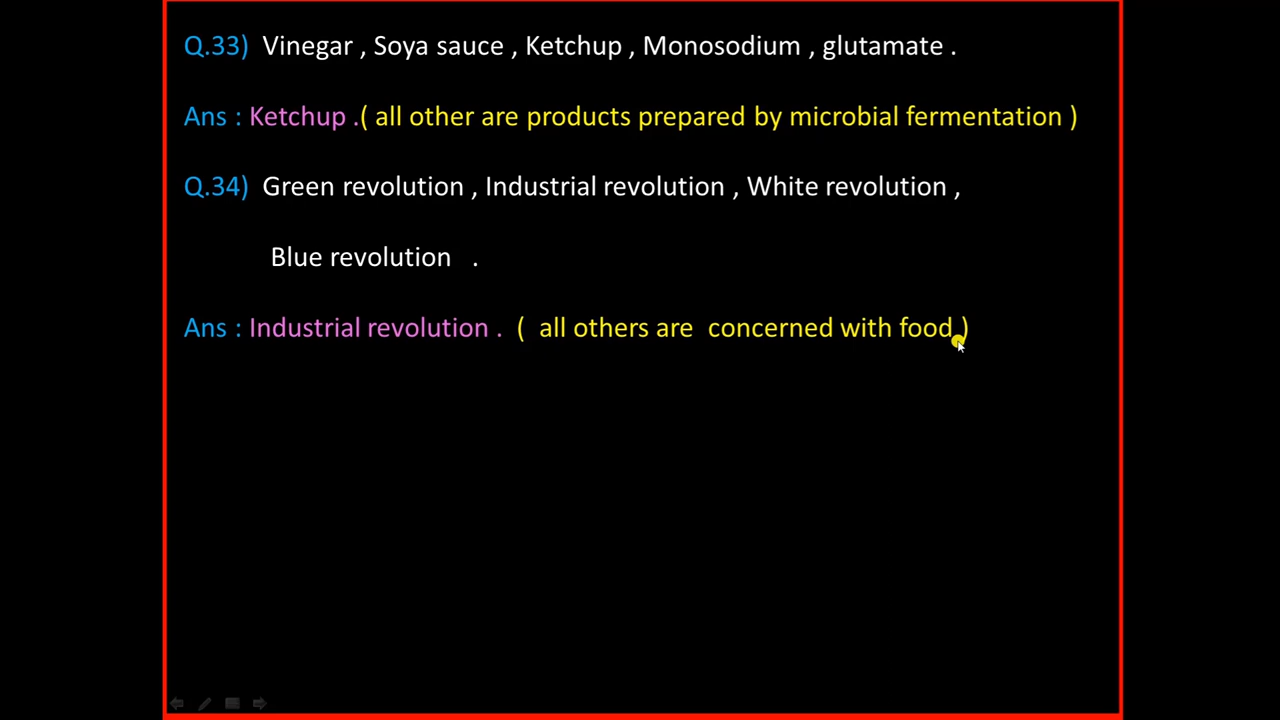 Q.33) Vinegar , Soya sauce , Ketchup , Monosodium , glutamate .
Ans : Ketchup .( all other are products prepared by microbial fermentation )
Q.34) Green revolution , Industrial revolution , White revolution ,
Blue revolution .
Ans : Industrial revolution . ( all others are concerned with food )